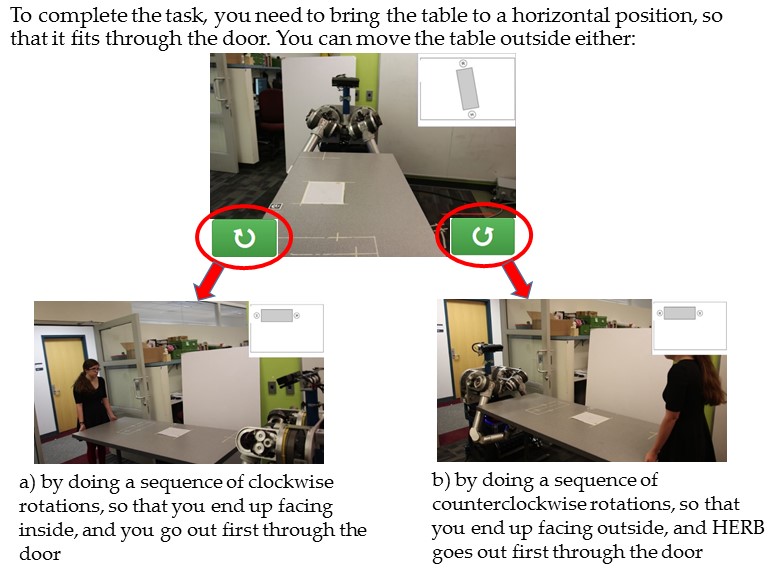 To complete the task, you need to bring the table to a horizontal position, so
that it fits through the door. You can move the table outside either:
a) by doing a sequence of clockwise
rotations, so that you end up facing
inside, and you go out first through the
door
b) by doing a sequence of
counterclockwise rotations, so that
you end up facing outside, and HERB
goes out first through the door